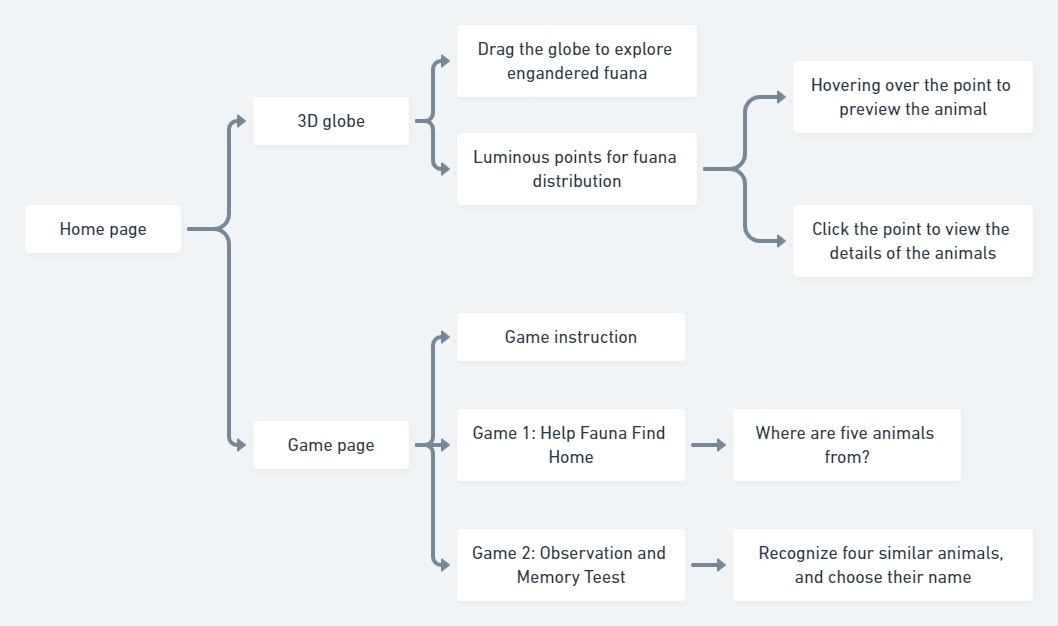 Home page
3D globe
Drag the globe to explore
engandered fuana
Luminous points for fuana
distribution
Hovering over the point to
preview the animal
Click the point to view the
details of the animals
Game page
Game instruction
Game 1: Help Fauna Find
Home
Where are five animals
from?
Game 2: Observation and
Memory Teest
Recognize four similar animals,
and choose their name